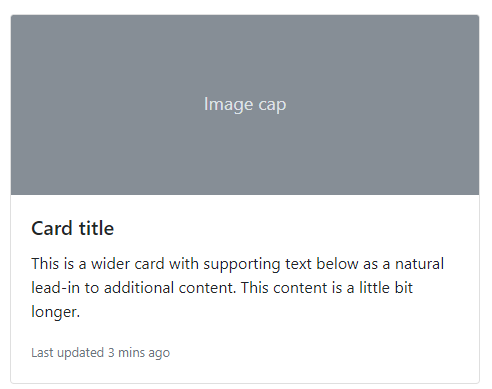 Image cap
Card title
This is a wider card with supporting text below as a natural
lead-in to additional content. This content is a little bit
longer.
Last updated 3 mins ago